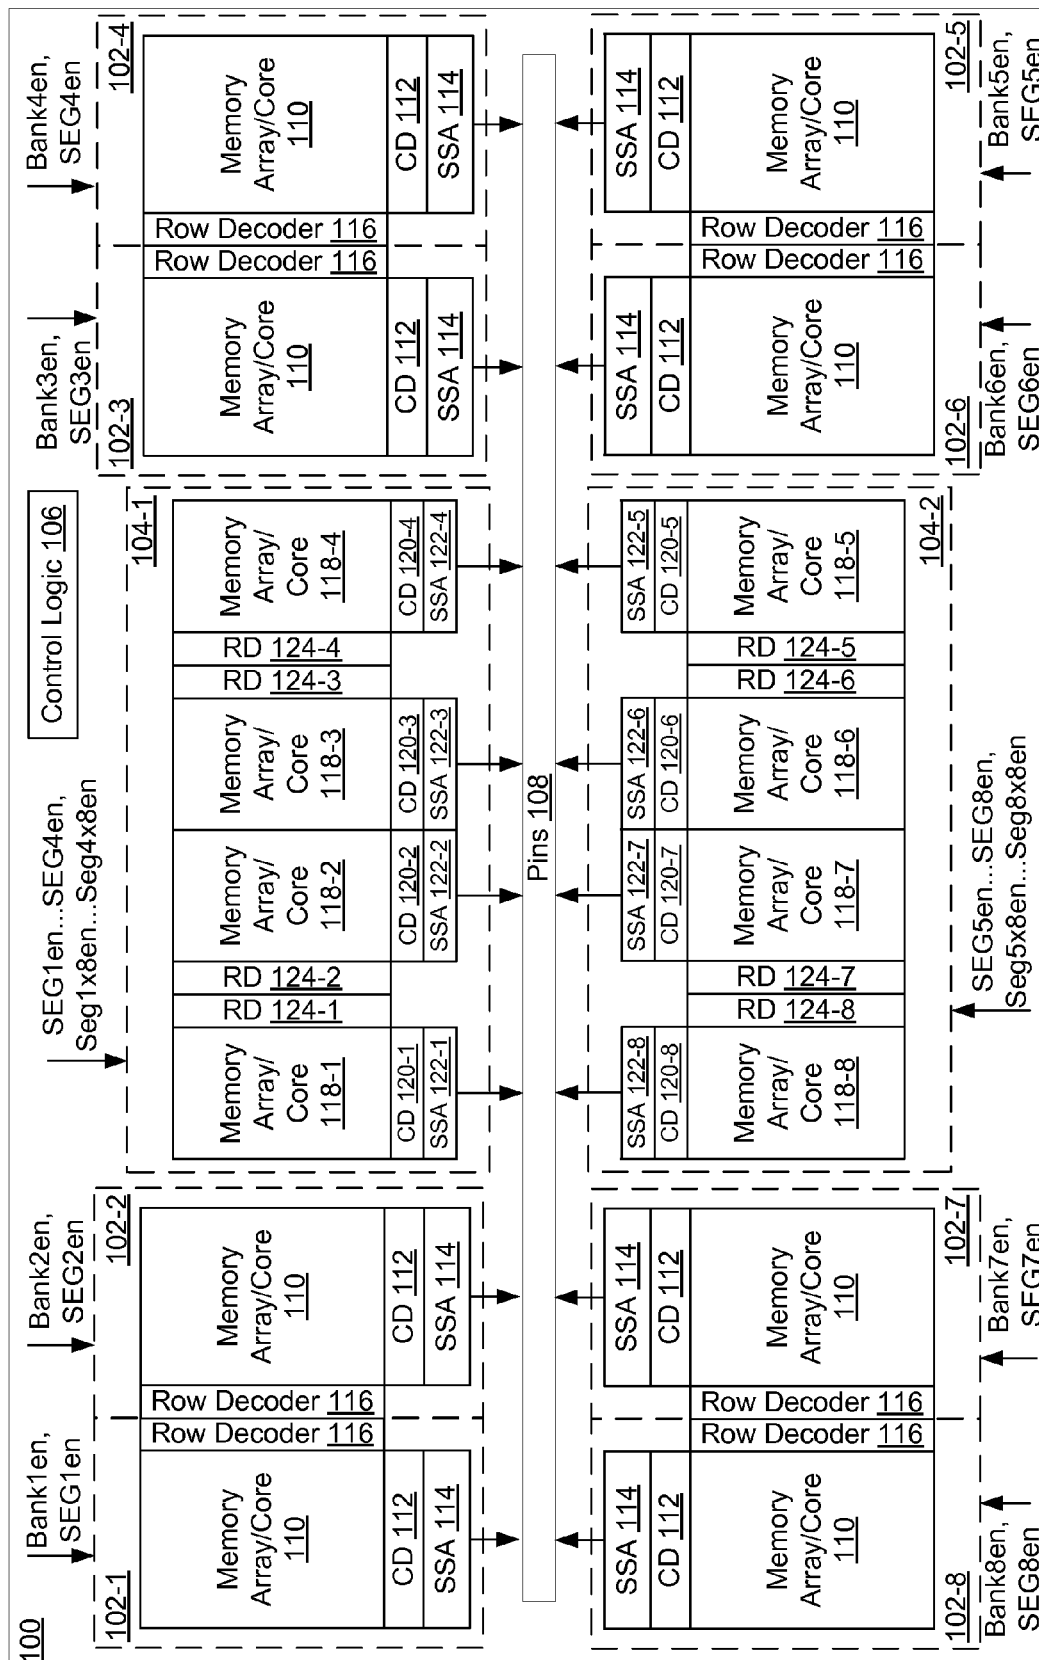 100
Control Logic 106
Bank1en,
SEG1en
Bank2en,
SEG2en
SEG1en...SEG4en,
Seg1x8en...Seg4x8en
Bank3en,
SEG3en
Bank4en,
SEG4en
102-1
102-2
104-1
102-3
102-4
Memory
Array/Core
110
Row Decoder 116
Row Decoder 116
Memory
Array/Core
110
CD 112
SSA 114
CD 112
SSA 114
Memory
Array/
Core
118-1
RD 124-1
RD 124-2
Memory
Array/
Core
118-2
Memory
Array/
Core
118-3
RD 124-3
RD 124-4
Memory
Array/
Core
118-4
CD 120-1
SSA 122-1
CD 120-2
SSA 122-2
CD 120-3
SSA 122-3
CD 120-4
SSA 122-4
Memory
Array/Core
110
Row Decoder 116
Row Decoder 116
Memory
Array/Core
110
CD 112
SSA 114
CD 112
SSA 114
Pins 108
SSA 114
CD 112
SSA 114
CD 112
Memory
Array/Core
110
Row Decoder 116
Row Decoder 116
Memory
Array/Core
110
SSA 122-8
CD 120-8
SSA 122-7
CD 120-7
SSA 122-6
CD 120-6
SSA 122-5
CD 120-5
Memory
Array/
Core
118-8
RD 124-8
RD 124-7
Memory
Array/
Core
118-7
Memory
Array/
Core
118-6
RD 124-6
RD 124-5
Memory
Array/
Core
118-5
SSA 114
CD 112
SSA 114
CD 112
Memory
Array/Core
110
Row Decoder 116
Row Decoder 116
Memory
Array/Core
110
102-8
102-7
104-2
102-6
102-5
Bank8en,
SEG8en
Bank7en,
SEG7en
SEG5en...SEG8en,
Seg5x8en...Seg8x8en
Bank6en,
SEG6en
Bank5en,
SEG5en